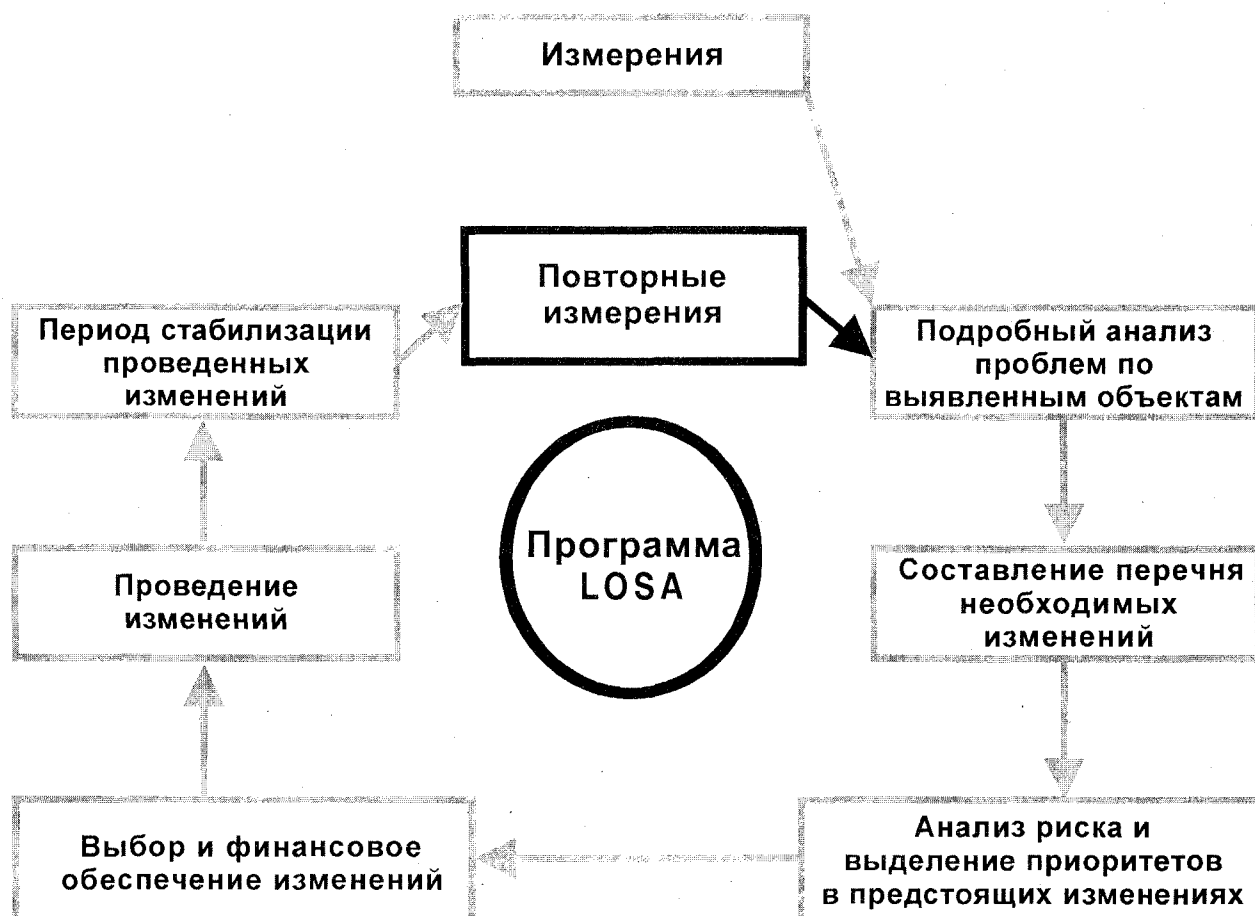 Измерения
Повторные
измерения
Период стабилизации
проведенных
изменений
Подробный анализ
проблем по
выявленным объектам
Программа
LOSA
Проведение
изменений
Составление перечня
необходимых
изменений
Выбор и финансовое
обеспечение изменений
Анализ риска и
выделение приоритетов
в предстоящих изменениях